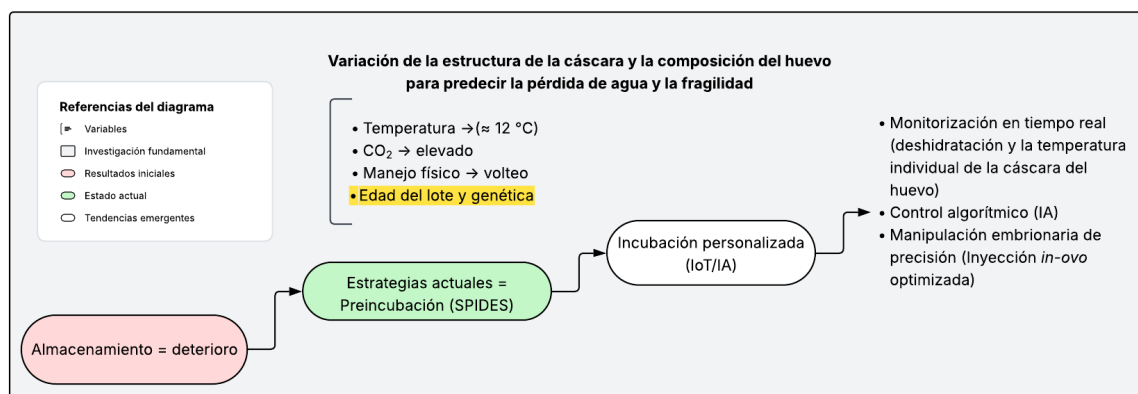 Variación de la estructura de la cáscara y la composición del huevo
para predecir la pérdida de agua y la fragilidad
Referencias del diagrama
Variables
Investigación fundamental
Resultados iniciales
Estado actual
Tendencias emergentes
• Temperatura →(≈ 12 °C)
• CO₂ → elevado
• Manejo físico → volteo
• Edad del lote y genética
• Monitorización en tiempo real
(deshidratación y la temperatura
individual de la cáscara del
huevo)
• Control algorítmico (IA)
• Manipulación embrionaria de
precisión (Inyección in-ovo
optimizada)
Incubación personalizada
(IoT/IA)
Estrategias actuales =
Preincubación (SPIDES)
Almacenamiento = deterioro